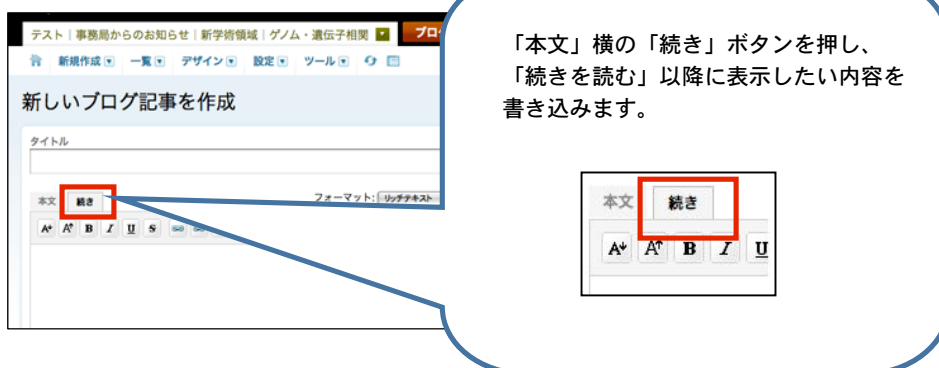 テスト｜事務局からのお知らせ｜新学術領域｜ゲノム・遺伝子相関
新規作成 一覧 デザイン 設定 ツール
新しいブログ記事を作成
タイトル
本文 続き フォーマット: リッチテキスト
A A B I U S
「本文」横の「続き」ボタンを押し、
「続きを読む」以降に表示したい内容を
書き込みます。
本文 続き
A A B I U